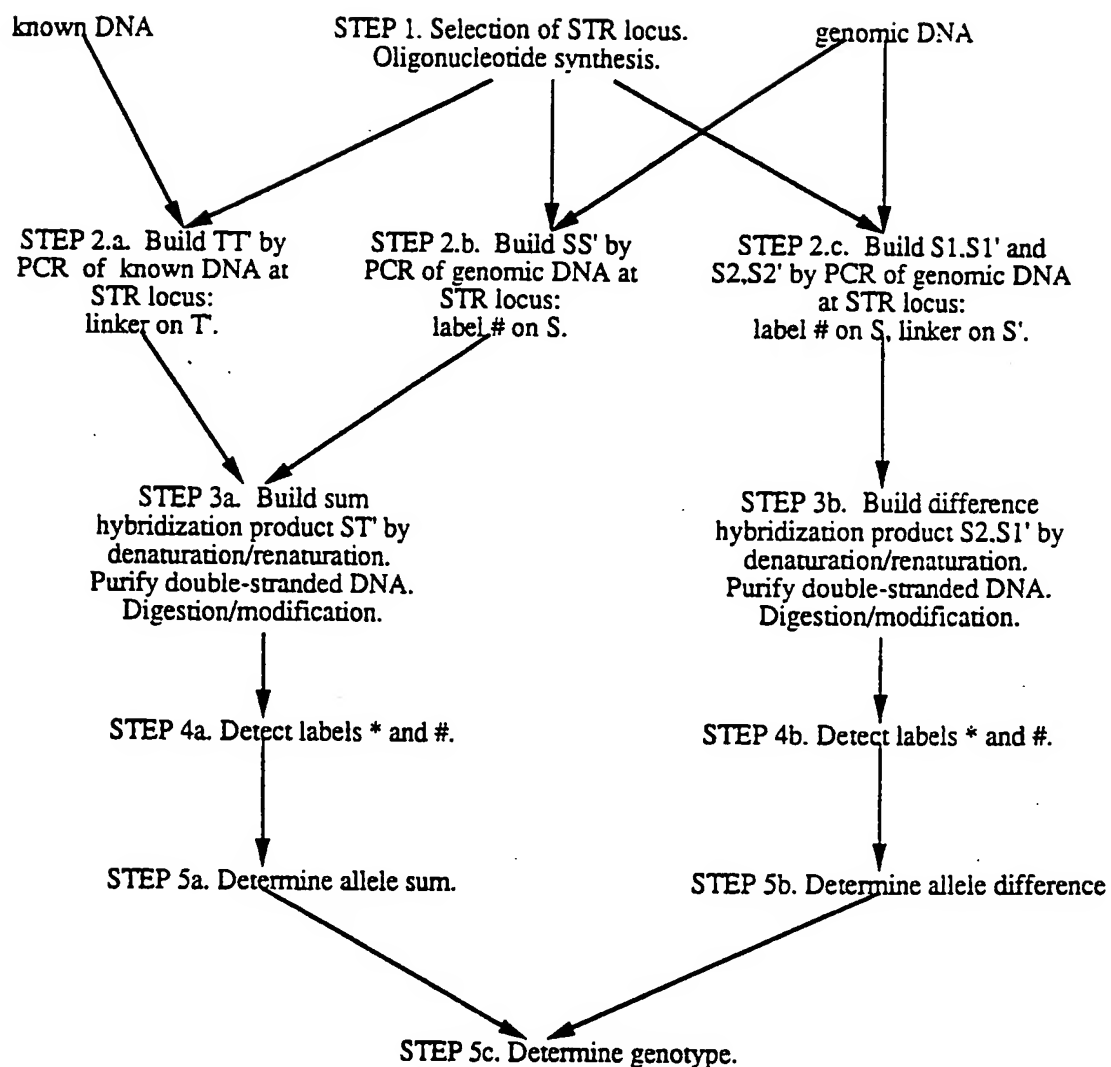 known DNA
STEP 1. Selection of STR locus.
Oligonucleotide synthesis.
genomic DNA
STEP 2.a. Build TT' by
PCR of known DNA at
STR locus:
linker on T'.
STEP 2.b. Build SS' by
PCR of genomic DNA at
STR locus:
label # on S.
STEP 2.c. Build S1.S1' and
S2.S2' by PCR of genomic DNA
at STR locus:
label # on S, linker on S'.
STEP 3a. Build sum
hybridization product ST' by
denaturation/renaturation.
Purify double-stranded DNA.
Digestion/modification.
STEP 3b. Build difference
hybridization product S2.S1' by
denaturation/renaturation.
Purify double-stranded DNA.
Digestion/modification.
STEP 4a. Detect labels * and #.
STEP 4b. Detect labels * and #.
STEP 5a. Determine allele sum.
STEP 5b. Determine allele difference
STEP 5c. Determine genotype.